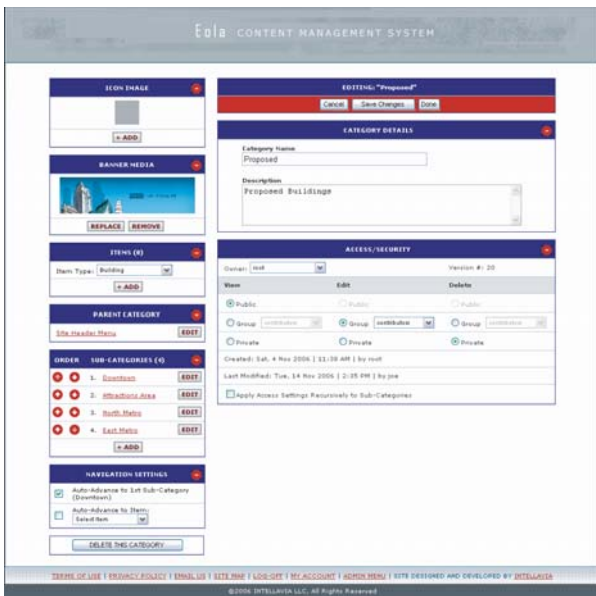 Eola CONTENT MANAGEMENT SYSTEM
ICON IMAGE
+ ADD
BANNER MEDIA
REPLACE REMOVE
ITEMS (0)
Item Type: Building
+ ADD
PARENT CATEGORY
Site Header Menu EDIT
ORDER SUB-CATEGORIES (4)
1. Downtown EDIT
2. Attractions Area EDIT
3. North Metro EDIT
4. East Metro EDIT
+ ADD
NAVIGATION SETTINGS
Auto-Advance to 1st Sub-Category
(Downtown)
Auto-Advance to Item:
Select Item
DELETE THIS CATEGORY
EDITING: "Proposed"
Cancel Save Changes Done
CATEGORY DETAILS
Category Name
Proposed
Description
Proposed Buildings
ACCESS/SECURITY
Owner: root Version #: 20
View Edit Delete
Public Public Public
Group contributor Group contributor Group contributor
Private Private Private
Created: Sat, 4 Nov 2006 | 11:38 AM | by root
Last Modified: Tue, 14 Nov 2006 | 2:35 PM | by joe
Apply Access Settings Recursively to Sub-Categories
TERMS OF USE | PRIVACY POLICY | EMAIL US | SITE MAP | LOG-OFF | MY ACCOUNT | ADMIN MENU | SITE DESIGNED AND DEVELOPED BY INTELLAVIA
©2006 INTELLAVIA LLC. All Rights Reserved